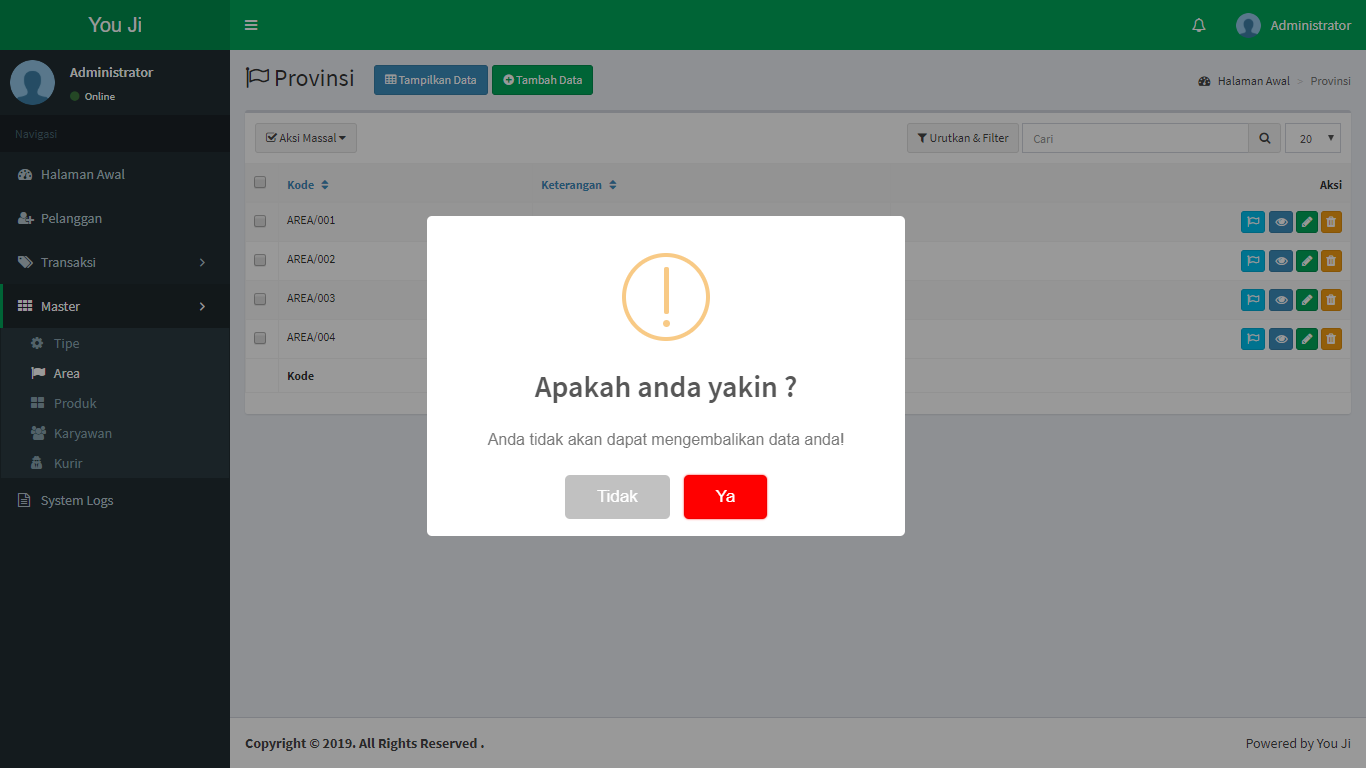 You Ji
Administrator
Administrator
Online
Navigasi
Halaman Awal
Pelanggan
Transaksi
Master
Tipe
Area
Produk
Karyawan
Kurir
System Logs
Provinsi
Tampilkan Data
Tambah Data
Halaman Awal > Provinsi
Aksi Massal
Urutkan & Filter
Cari
20
Kode Keterangan Aksi
AREA/001
AREA/002
AREA/003
AREA/004
Kode
Apakah anda yakin ?
Anda tidak akan dapat mengembalikan data anda!
Tidak Ya
Copyright © 2019. All Rights Reserved .
Powered by You Ji